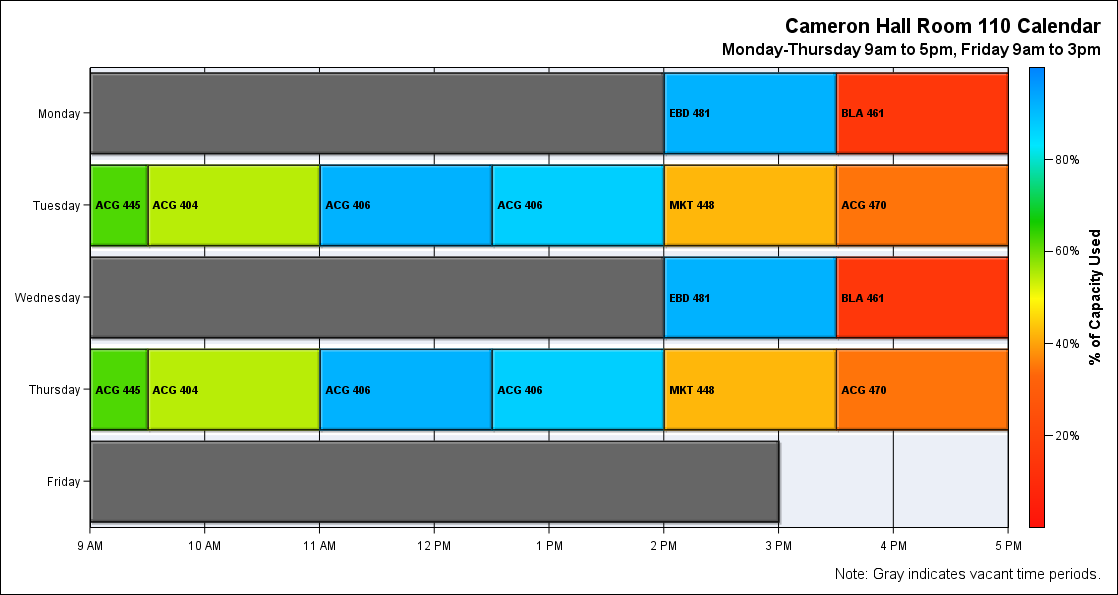 Cameron Hall Room 110 Calendar
Monday-Thursday 9am to 5pm, Friday 9am to 3pm
Monday
EBD 481
BLA 461
Tuesday
ACG 445
ACG 404
ACG 406
ACG 406
MKT 448
ACG 470
Wednesday
EBD 481
BLA 461
Thursday
ACG 445
ACG 404
ACG 406
ACG 406
MKT 448
ACG 470
Friday
9 AM
10 AM
11 AM
12 PM
1 PM
2 PM
3 PM
4 PM
5 PM
80%
60%
40%
20%
% of Capacity Used
Note: Gray indicates vacant time periods.